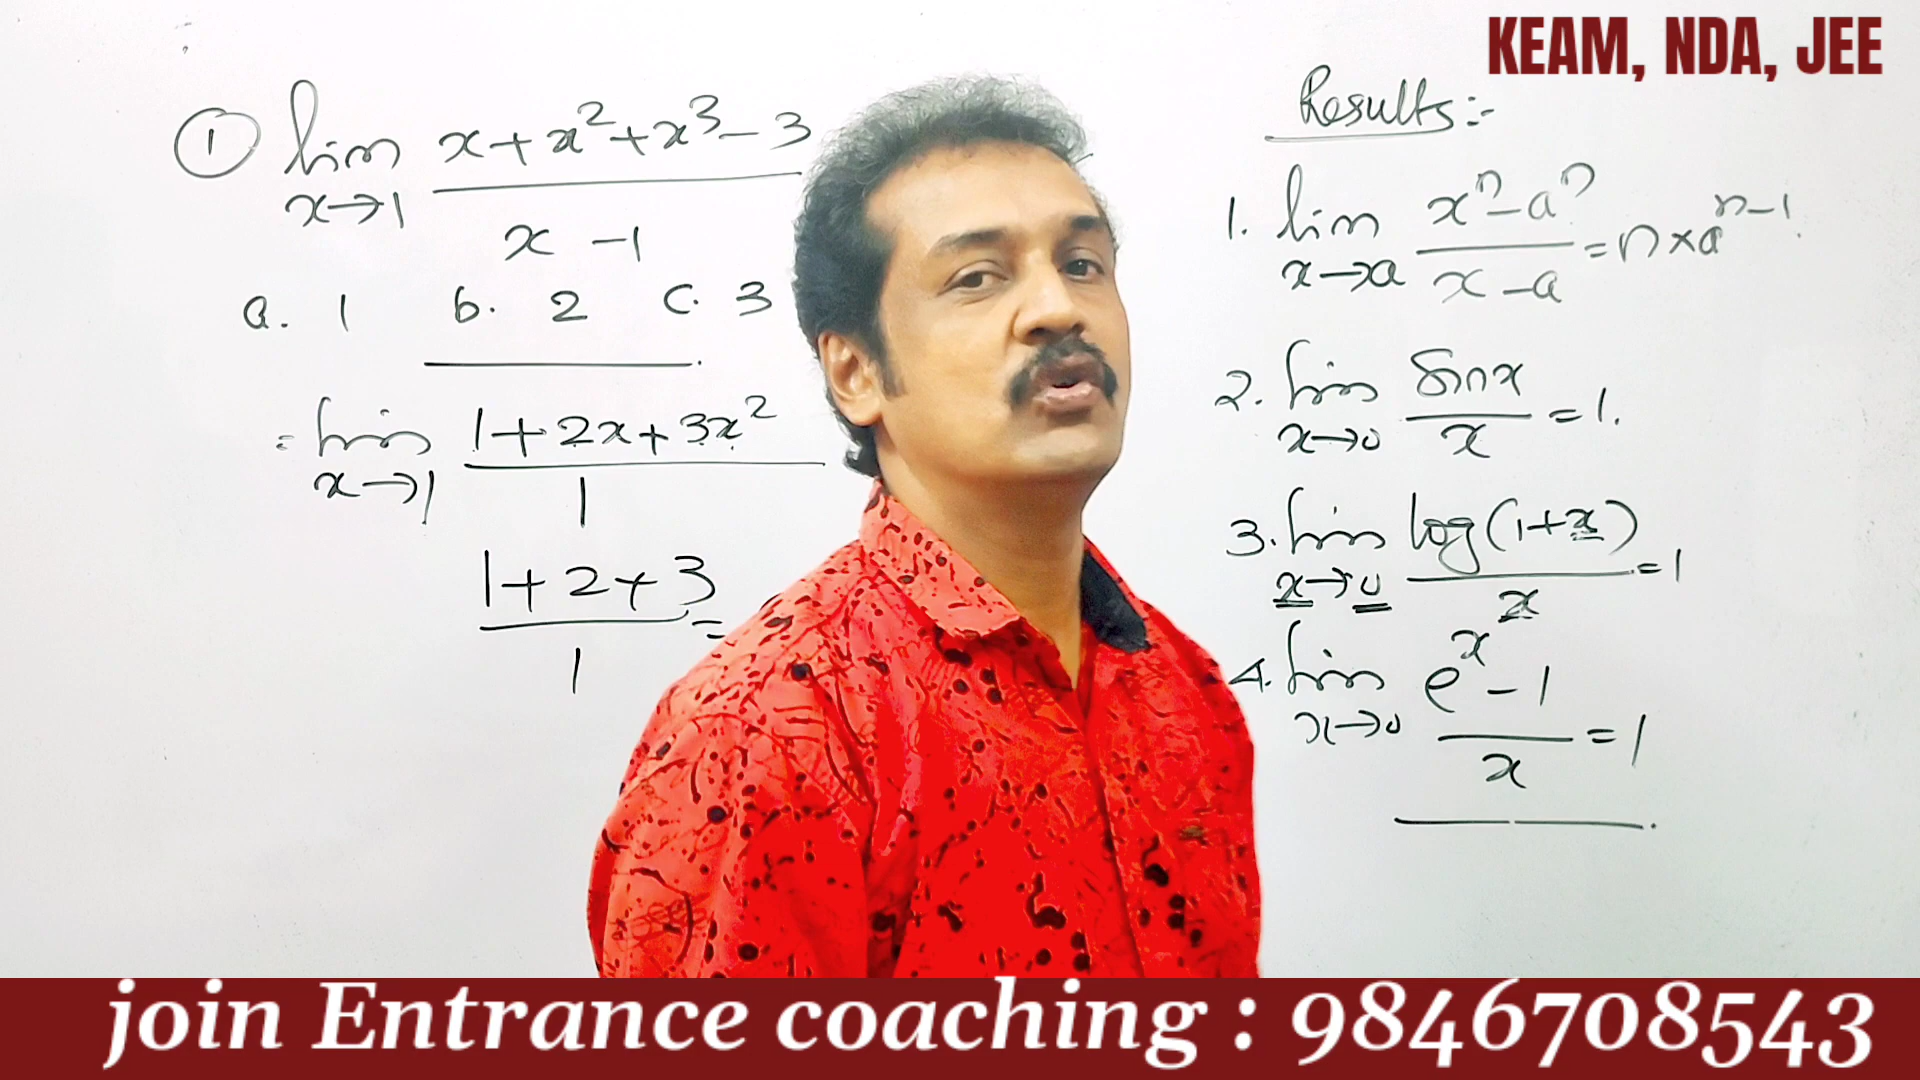 KEAM, NDA, JEE
① lim x+x²+x³-3
x→1 x -1
a. 1 b. 2 c. 3
= lim 1+2x+3x²
x→1 1
1+2+3 =
1
Results:-
1. lim xⁿ-aⁿ = n×aⁿ⁻¹
x→a x-a
2. lim sinx = 1.
x→0 x
3. lim log(1+x) = 1
x→0 x
4. lim eˣ-1 = 1
x→0 x
join Entrance coaching : 9846708543